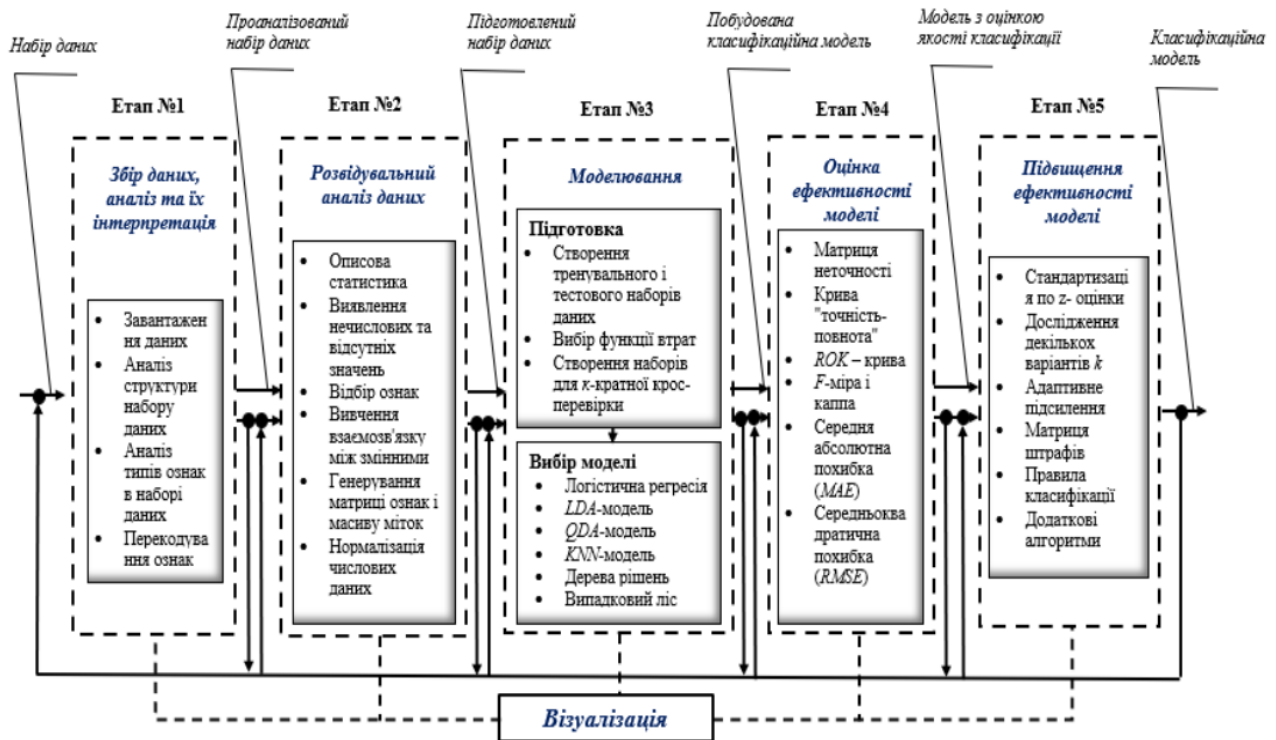 Набір даних
Проаналізований
набір даних
Підготовлений
набір даних
Побудована
класифікаційна модель
Модель з оцінкою
якості класифікації
Класифікаційна
модель
Етап №1
Збір даних,
аналіз та їх
інтерпретація
Завантажен
ня даних
Аналіз
структури
набору
даних
Аналіз
типів ознак
в наборі
даних
Перекодува
ння ознак
Етап №2
Розвідувальний
аналіз даних
Описова
статистика
Виявлення
нечислових та
відсутніх
значень
Відбір ознак
Вивчення
взаємозв'язку
між змінними
Генерування
матриці ознак і
масиву міток
Нормалізація
числових
даних
Етап №3
Моделювання
Підготовка
Створення
тренувального і
тестового наборів
даних
Вибір функції втрат
Створення наборів
для к-кратної крос-
перевірки
Вибір моделі
Логістична регресія
LDA-модель
QDA-модель
KNN-модель
Дерева рішень
Випадковий ліс
Етап №4
Оцінка
ефективності
моделі
Матриця
неточності
Крива
"точність-
повнота"
ROK – крива
F-міра і
каппа
Середня
абсолютна
похибка
(MAE)
Середньоква
дратична
похибка
(RMSE)
Етап №5
Підвищення
ефективності
моделі
Стандартизаці
я по z- оцінки
Дослідження
декількох
варіантів k
Адаптивне
підсилення
Матриця
штрафів
Правила
класифікації
Додаткові
алгоритми
Візуалізація